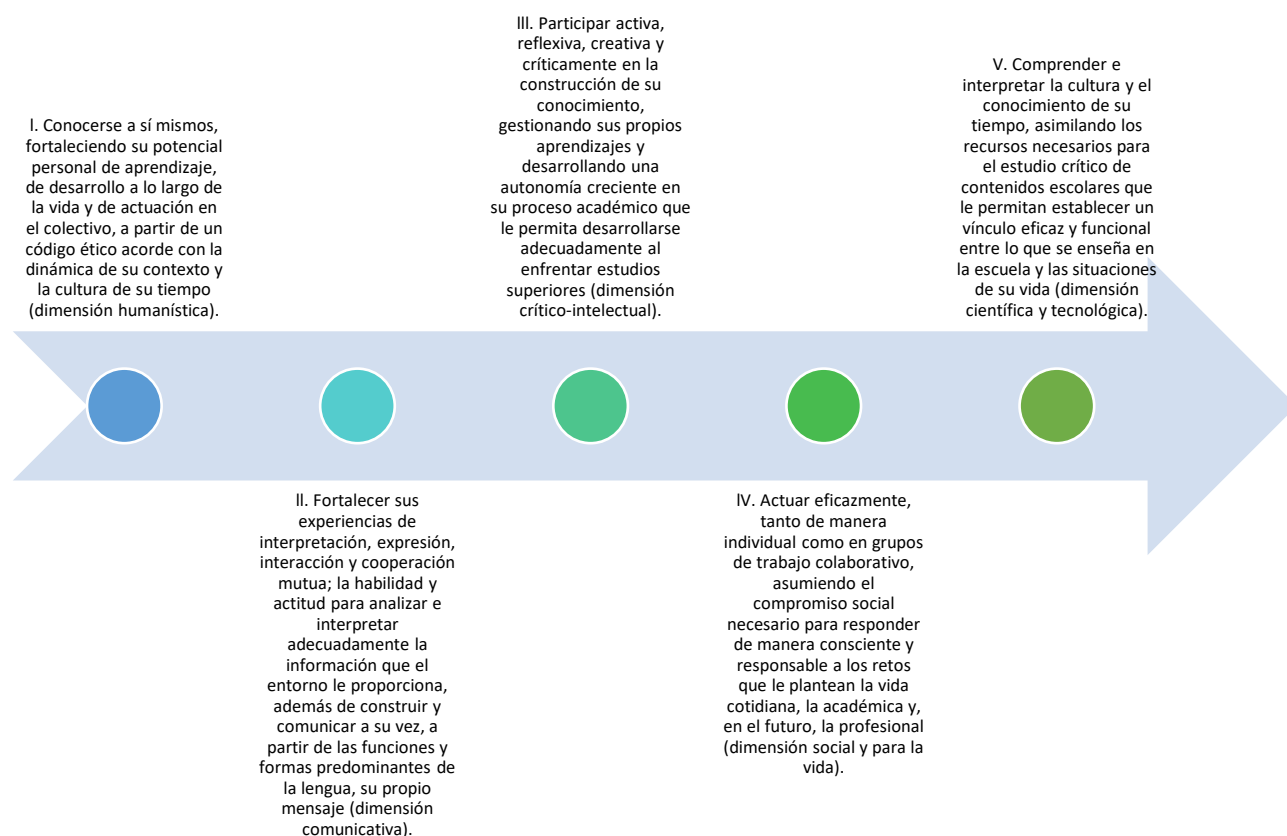 I. Conocerse a sí mismos,
fortaleciendo su potencial
personal de aprendizaje,
de desarrollo a lo largo de
la vida y de actuación en
el colectivo, a partir de un
código ético acorde con la
dinámica de su contexto y
la cultura de su tiempo
(dimensión humanística).
II. Fortalecer sus
experiencias de
interpretación, expresión,
interacción y cooperación
mutua; la habilidad y
actitud para analizar e
interpretar
adecuadamente la
información que el
entorno le proporciona,
además de construir y
comunicar a su vez, a
partir de las funciones y
formas predominantes de
la lengua, su propio
mensaje (dimensión
comunicativa).
III. Participar activa,
reflexiva, creativa y
críticamente en la
construcción de su
conocimiento,
gestionando sus propios
aprendizajes y
desarrollando una
autonomía creciente en
su proceso académico que
le permita desarrollarse
adecuadamente al
enfrentar estudios
superiores (dimensión
crítico-intelectual).
IV. Actuar eficazmente,
tanto de manera
individual como en grupos
de trabajo colaborativo,
asumiendo el
compromiso social
necesario para responder
de manera consciente y
responsable a los retos
que le plantean la vida
cotidiana, la académica y,
en el futuro, la profesional
(dimensión social y para la
vida).
V. Comprender e
interpretar la cultura y el
conocimiento de su
tiempo, asimilando los
recursos necesarios para
el estudio crítico de
contenidos escolares que
le permitan establecer un
vínculo eficaz y funcional
entre lo que se enseña en
la escuela y las situaciones
de su vida (dimensión
científica y tecnológica).